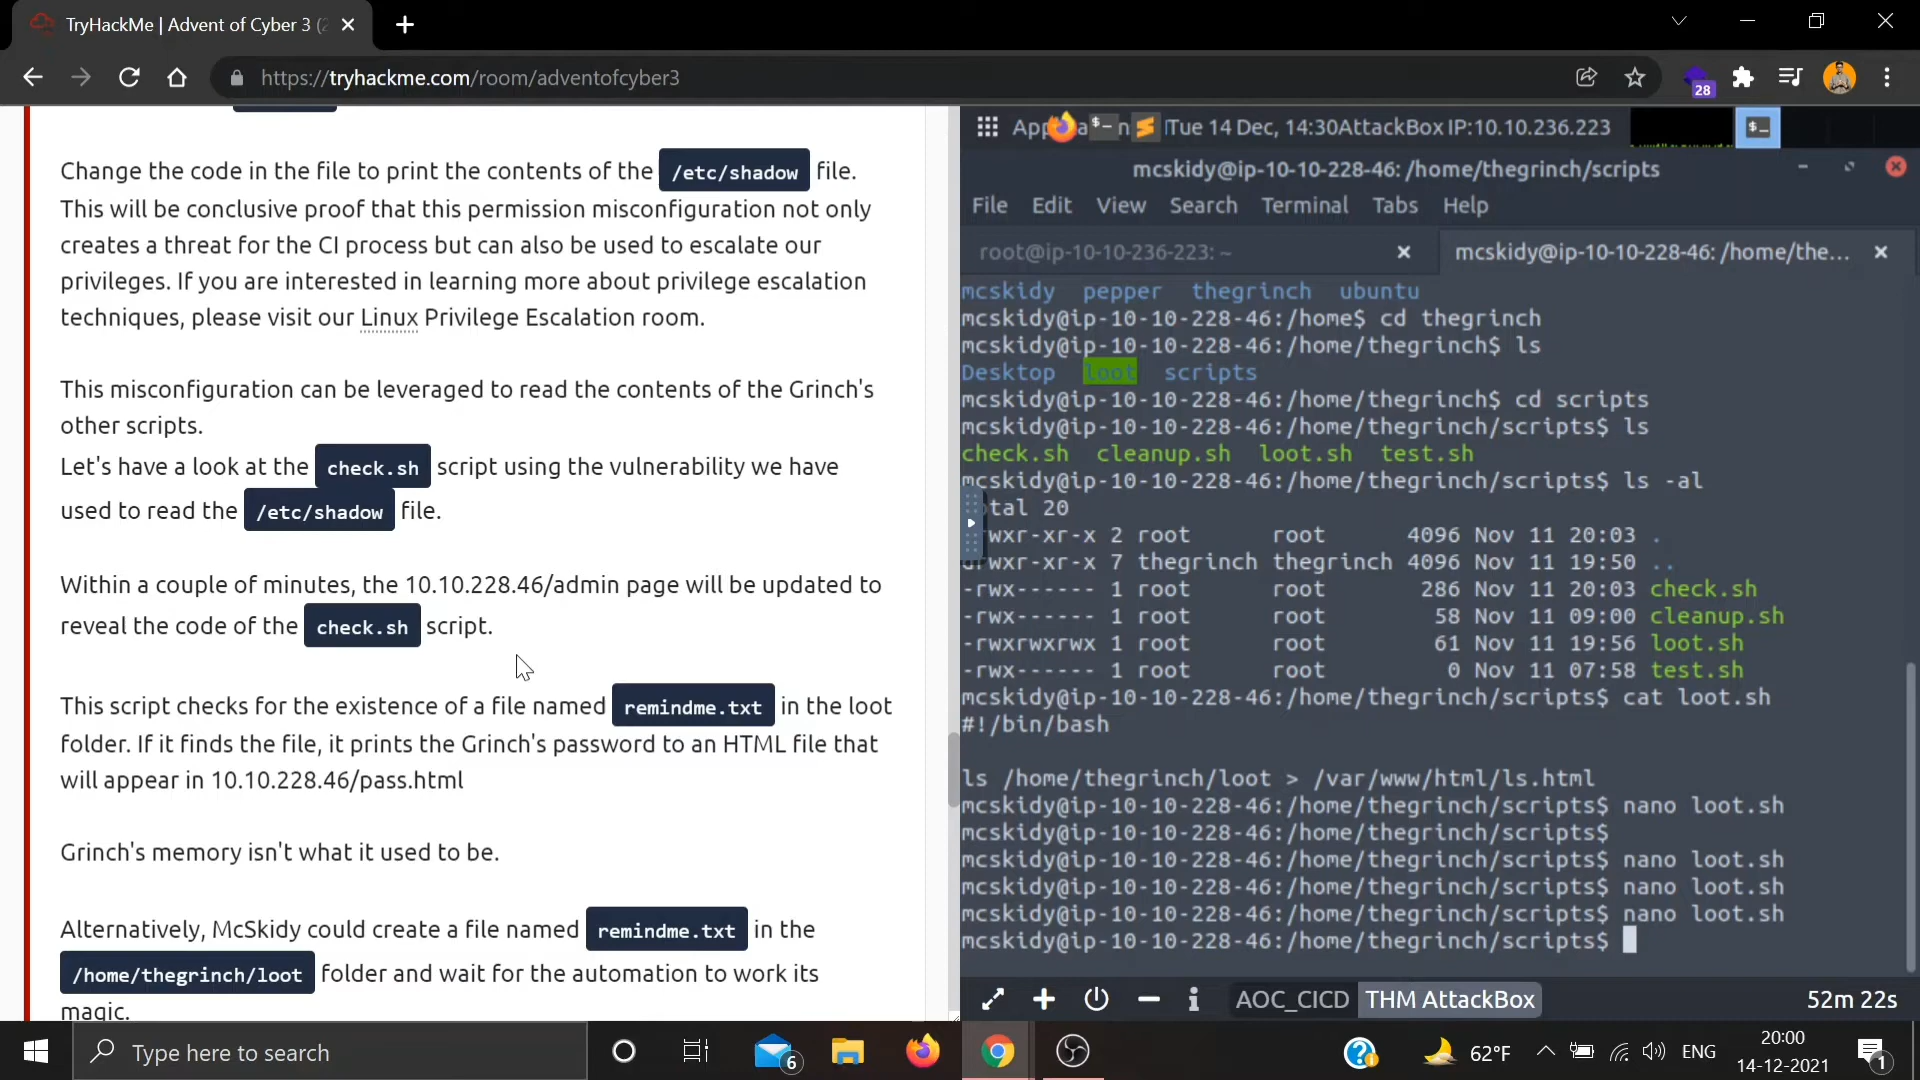 TryHackMe | Advent of Cyber 3 (2
https://tryhackme.com/room/adventofcyber3
28
Change the code in the file to print the contents of the /etc/shadow file.
This will be conclusive proof that this permission misconfiguration not only
creates a threat for the CI process but can also be used to escalate our
privileges. If you are interested in learning more about privilege escalation
techniques, please visit our Linux Privilege Escalation room.
This misconfiguration can be leveraged to read the contents of the Grinch's
other scripts.
Let's have a look at the check.sh script using the vulnerability we have
used to read the /etc/shadow file.
Within a couple of minutes, the 10.10.228.46/admin page will be updated to
reveal the code of the check.sh script.
This script checks for the existence of a file named remindme.txt in the loot
folder. If it finds the file, it prints the Grinch's password to an HTML file that
will appear in 10.10.228.46/pass.html
Grinch's memory isn't what it used to be.
Alternatively, McSkidy could create a file named remindme.txt in the
/home/thegrinch/loot folder and wait for the automation to work its
magic.
Tue 14 Dec, 14:30 AttackBox IP:10.10.236.223
mcskidy@ip-10-10-228-46: /home/thegrinch/scripts
File Edit View Search Terminal Tabs Help
root@ip-10-10-236-223: ~
mcskidy@ip-10-10-228-46: /home/the...
mcskidy pepper thegrinch ubuntu
mcskidy@ip-10-10-228-46:/home$ cd thegrinch
mcskidy@ip-10-10-228-46:/home/thegrinch$ ls
Desktop loot scripts
mcskidy@ip-10-10-228-46:/home/thegrinch$ cd scripts
mcskidy@ip-10-10-228-46:/home/thegrinch/scripts$ ls
check.sh cleanup.sh loot.sh test.sh
mcskidy@ip-10-10-228-46:/home/thegrinch/scripts$ ls -al
total 20
drwxr-xr-x 2 root root 4096 Nov 11 20:03 .
drwxr-xr-x 7 thegrinch thegrinch 4096 Nov 11 19:50 ..
-rwx------ 1 root root 286 Nov 11 20:03 check.sh
-rwx------ 1 root root 58 Nov 11 09:00 cleanup.sh
-rwxrwxrwx 1 root root 61 Nov 11 19:56 loot.sh
-rwx------ 1 root root 0 Nov 11 07:58 test.sh
mcskidy@ip-10-10-228-46:/home/thegrinch/scripts$ cat loot.sh
#!/bin/bash
ls /home/thegrinch/loot > /var/www/html/ls.html
mcskidy@ip-10-10-228-46:/home/thegrinch/scripts$ nano loot.sh
mcskidy@ip-10-10-228-46:/home/thegrinch/scripts$
mcskidy@ip-10-10-228-46:/home/thegrinch/scripts$ nano loot.sh
mcskidy@ip-10-10-228-46:/home/thegrinch/scripts$ nano loot.sh
mcskidy@ip-10-10-228-46:/home/thegrinch/scripts$ nano loot.sh
mcskidy@ip-10-10-228-46:/home/thegrinch/scripts$
AOC_CICD THM AttackBox 52m 22s
Type here to search
6
62°F
ENG
20:00
14-12-2021
1